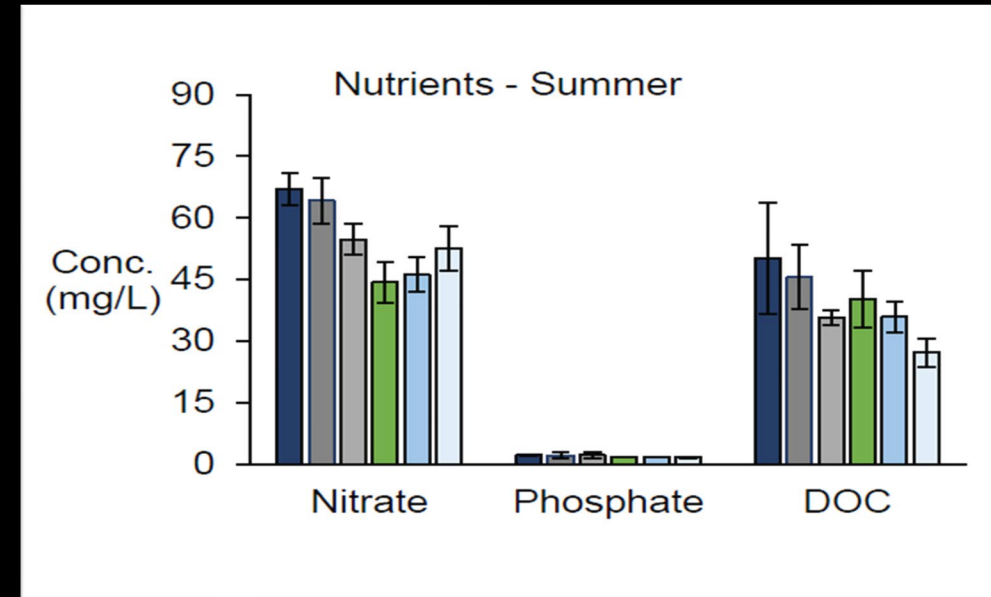 Nutrients - Summer
90
75
60
45
30
15
0
Conc.
(mg/L)
Nitrate Phosphate DOC